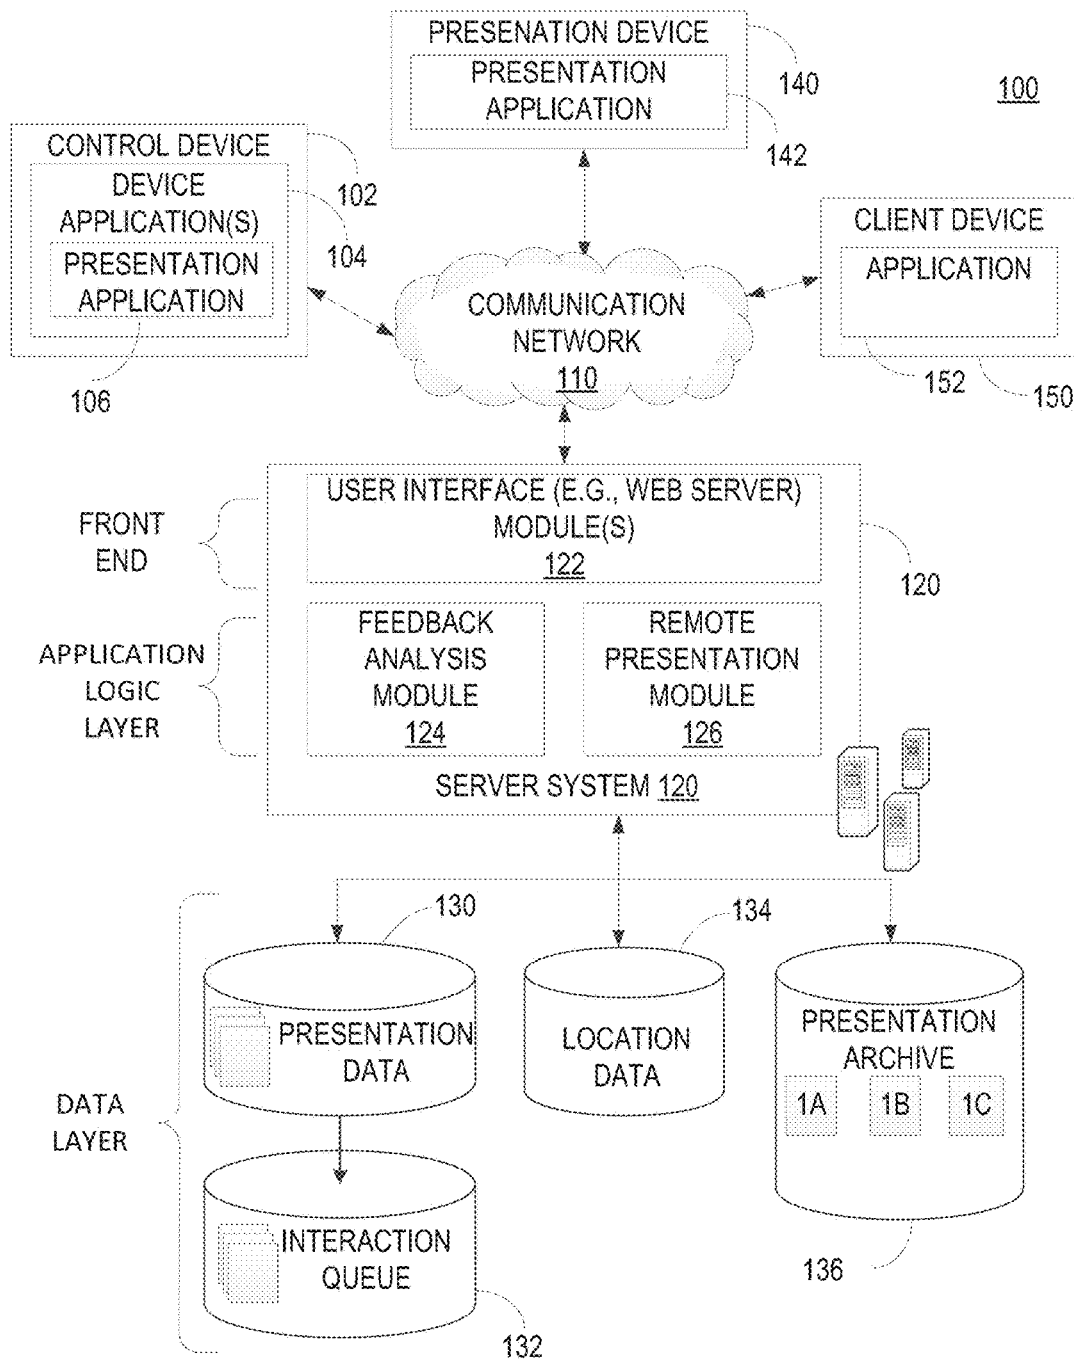 PRESENATION DEVICE
PRESENTATION
APPLICATION
140
142
100
CONTROL DEVICE
DEVICE
APPLICATION(S)
PRESENTATION
APPLICATION
102
104
106
CLIENT DEVICE
APPLICATION
152
150
COMMUNICATION
NETWORK
110
FRONT
END
USER INTERFACE (E.G., WEB SERVER)
MODULE(S)
122
120
APPLICATION
LOGIC
LAYER
FEEDBACK
ANALYSIS
MODULE
124
REMOTE
PRESENTATION
MODULE
126
SERVER SYSTEM 120
DATA
LAYER
130
PRESENTATION
DATA
134
LOCATION
DATA
PRESENTATION
ARCHIVE
1A
1B
1C
136
INTERACTION
QUEUE
132